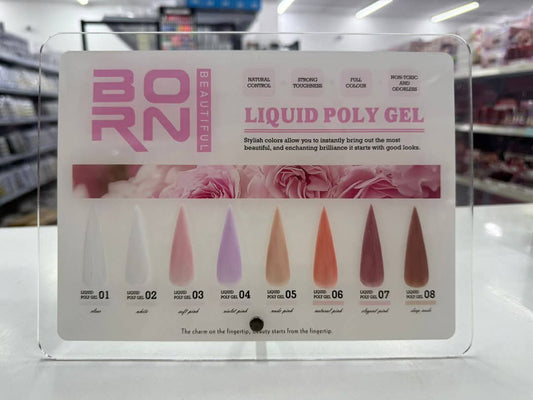 BO
RN
BEAUTIFUL
NATURAL
CONTROL
STRONG
TOUGHNESS
FULL
COLOUR
NON-TOXIC
AND
ODORLESS
LIQUID POLY GEL
Stylish colors allow you to instantly bring out the most
beautiful, and enchanting brilliance it starts with good looks.
LIQUID
POLY GEL 01
clear
LIQUID
POLY GEL 02
white
LIQUID
POLY GEL 03
soft pink
LIQUID
POLY GEL 04
violet pink
LIQUID
POLY GEL 05
nude pink
LIQUID
POLY GEL 06
natural pink
LIQUID
POLY GEL 07
elegant pink
LIQUID
POLY GEL 08
deep nude
The charm on the fingertip, beauty starts from the fingertip.